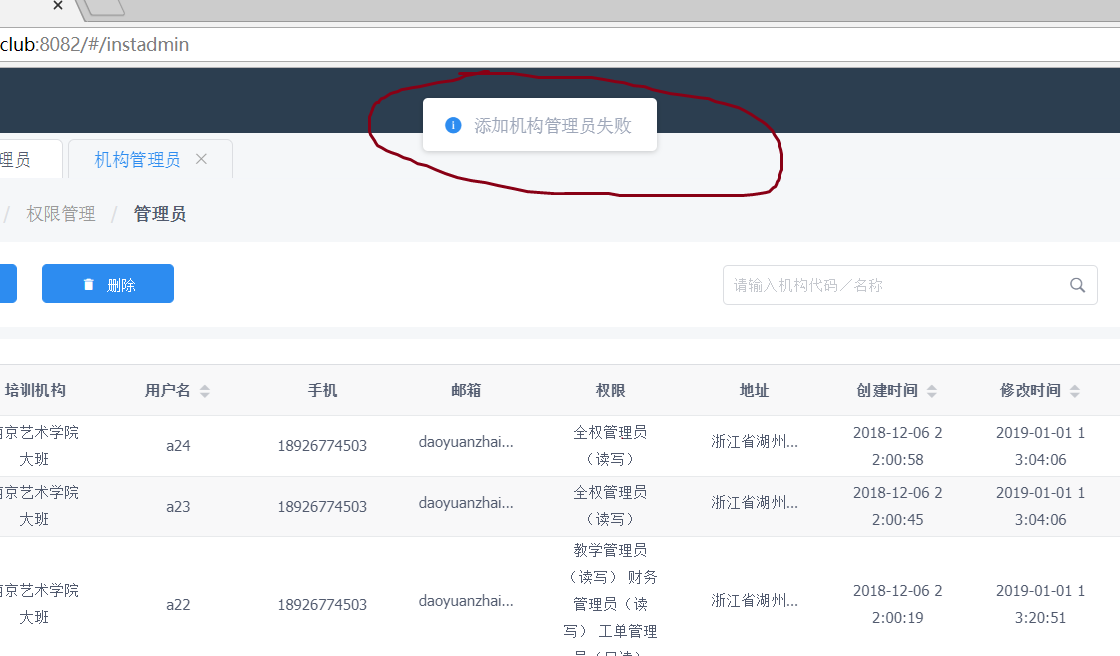 club:8082/#/instadmin
添加机构管理员失败
理员 机构管理员
/ 权限管理 / 管理员
删除 请输入机构代码／名称
培训机构 用户名 手机 邮箱 权限 地址 创建时间 修改时间
京艺术学院 全权管理员 2018-12-06 2 2019-01-01 1
大班 a24 18926774503 daoyuanzhai... （读写） 浙江省湖州... 2:00:58 3:04:06
京艺术学院 全权管理员 2018-12-06 2 2019-01-01 1
大班 a23 18926774503 daoyuanzhai... （读写） 浙江省湖州... 2:00:45 3:04:06
教学管理员
（读写） 财务
京艺术学院 2018-12-06 2 2019-01-01 1
大班 a22 18926774503 daoyuanzhai... 管理员（读 浙江省湖州... 2:00:19 3:20:51
写） 工单管理